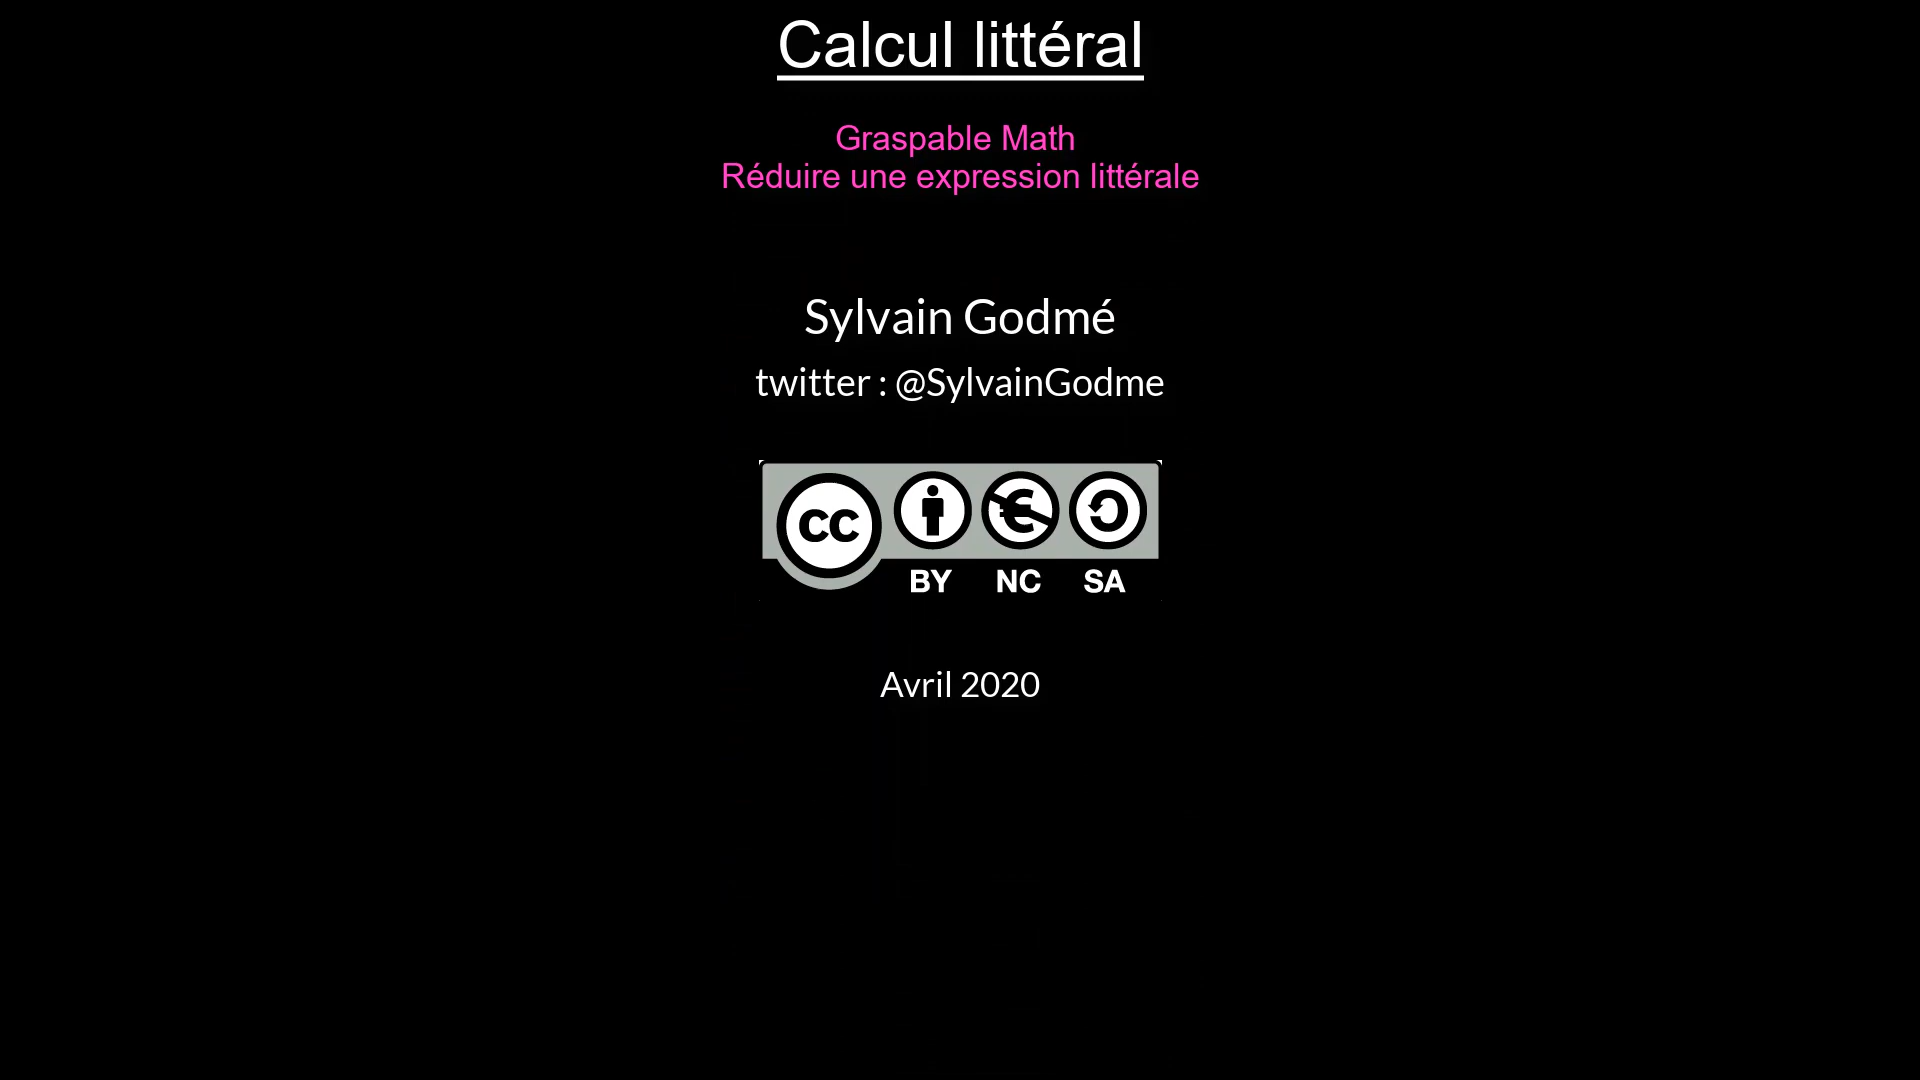 Calcul littéral
Graspable Math
Réduire une expression littérale
Sylvain Godmé
twitter : @SylvainGodme
cc
BY NC SA
Avril 2020